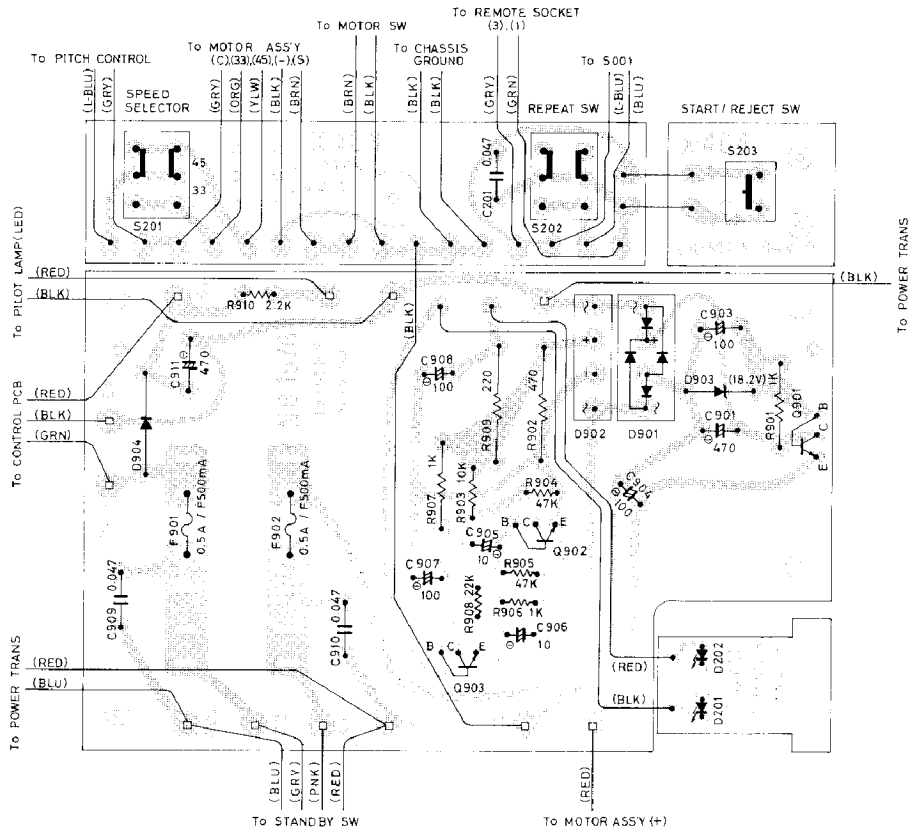 To REMOTE SOCKET
(3),(1)
To MOTOR SW
To MOTOR ASS'Y
(C),(33),(45),(-),(S)
To CHASSIS
GROUND
To PITCH CONTROL
To S001
(L-BLU)
(GRY)
SPEED
SELECTOR
(GRY)
(ORG)
(YLW)
(BLK)
(BRN)
(BRN)
(BLK)
(BLK)
(BLK)
(GRY)
(GRN)
REPEAT SW
(L-BLU)
(BLU)
START/REJECT SW
45
33
S201
C201 0.047
S202
S203
To PILOT LAMP(LED)
(RED)
(BLK)
R910 2.2K
(BLK)
(BLK)
To POWER TRANS
C911
470
C908
100
220
R909
470
R902
D902
D901
C903
100
D903 (18.2V)
C901
470
R901 1K
Q901
B
C
E
To CONTROL PCB
(RED)
(BLK)
(GRN)
D904
F901
0.5A / F500mA
F902
0.5A / F500mA
1K
R907
R903 10K
R904
47K
C904
100
B C E
Q902
C905
10
C907
100
R905
47K
R908 22K
R906 1K
C906
10
C909 0.047
C910 0.047
B C E
Q903
To POWER TRANS
(RED)
(BLU)
(RED)
D202
(BLK)
D201
(BLU)
(GRY)
(PNK)
(RED)
(RED)
To STANDBY SW
To MOTOR ASS'Y (+)